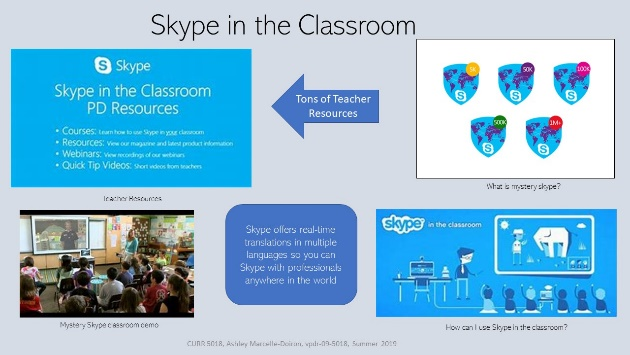 Skype in the Classroom
Skype
Skype in the Classroom
PD Resources
• Courses: Learn how to use Skype in your classroom
• Resources: View our magazine and latest product information
• Webinars: View recordings of our webinars
• Quick Tip Videos: Short videos from teachers
Teacher Resources
Tons of Teacher
Resources
5K
50K
100K
500K
1M+
What is mystery skype?
Mystery Skype classroom demo
Skype offers real-time
translations in multiple
languages so you can
Skype with professionals
anywhere in the world
skype in the classroom
How can I use Skype in the classroom?
CURR 5018, Ashley Marcelle-Doiron, vpdr-09-5018, Summer 2019